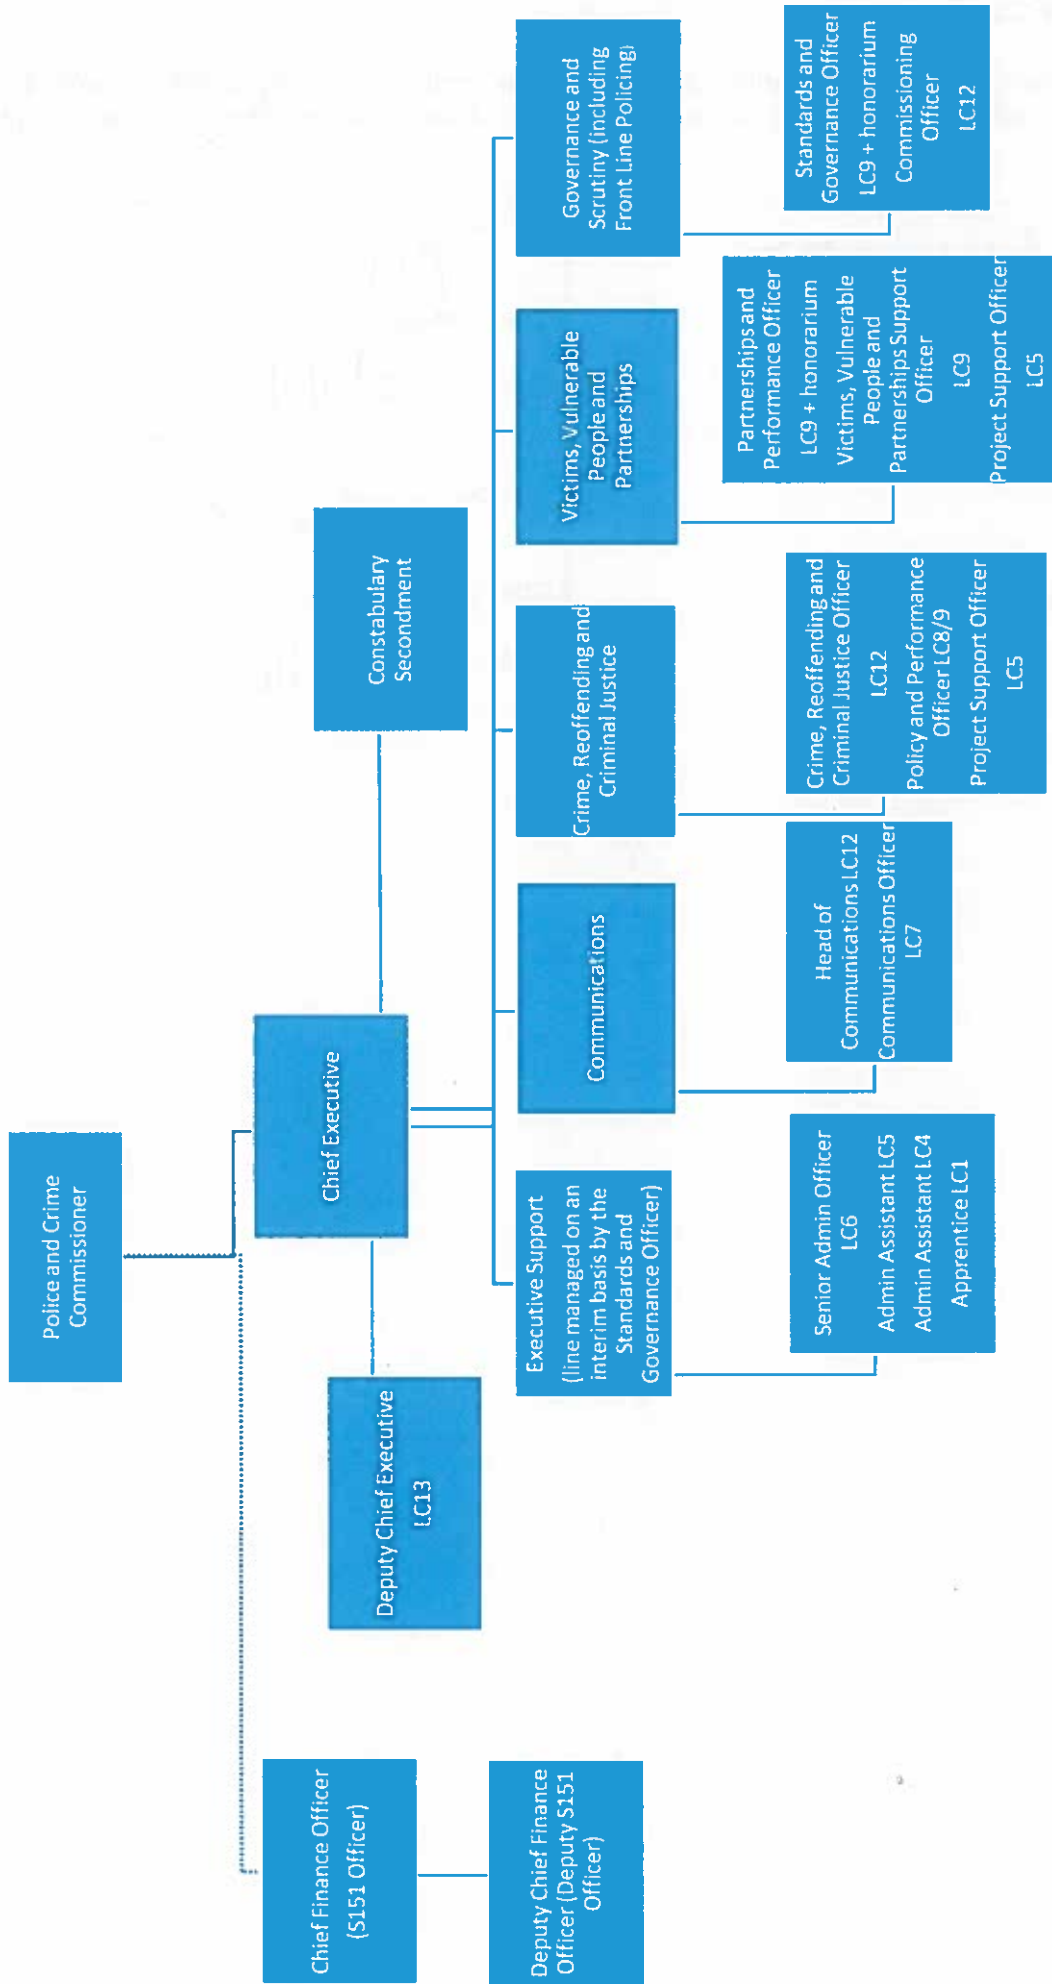 Police and Crime
Commissioner
Chief Finance Officer
(S151 Officer)
Chief Executive
Deputy Chief Executive
LC13
Constabulary
Secondment
Deputy Chief Finance
Officer (Deputy S151
Officer)
Executive Support
(line managed on an
interim basis by the
Standards and
Governance Officer)
Communications
Crime, Reoffending and
Criminal Justice
Victims, Vulnerable
People and
Partnerships
Governance and
Scrutiny (including
Front Line Policing)
Senior Admin Officer
LC6
Admin Assistant LC5
Admin Assistant LC4
Apprentice LC1
Head of
Communications LC12
Communications Officer
LC7
Crime, Reoffending and
Criminal Justice Officer
LC12
Policy and Performance
Officer LC8/9
Project Support Officer
LC5
Partnerships and
Performance Officer
LC9 + honorarium
Victims, Vulnerable
People and
Partnerships Support
Officer
LC9
Project Support Officer
LC5
Standards and
Governance Officer
LC9 + honorarium
Commissioning
Officer
LC12